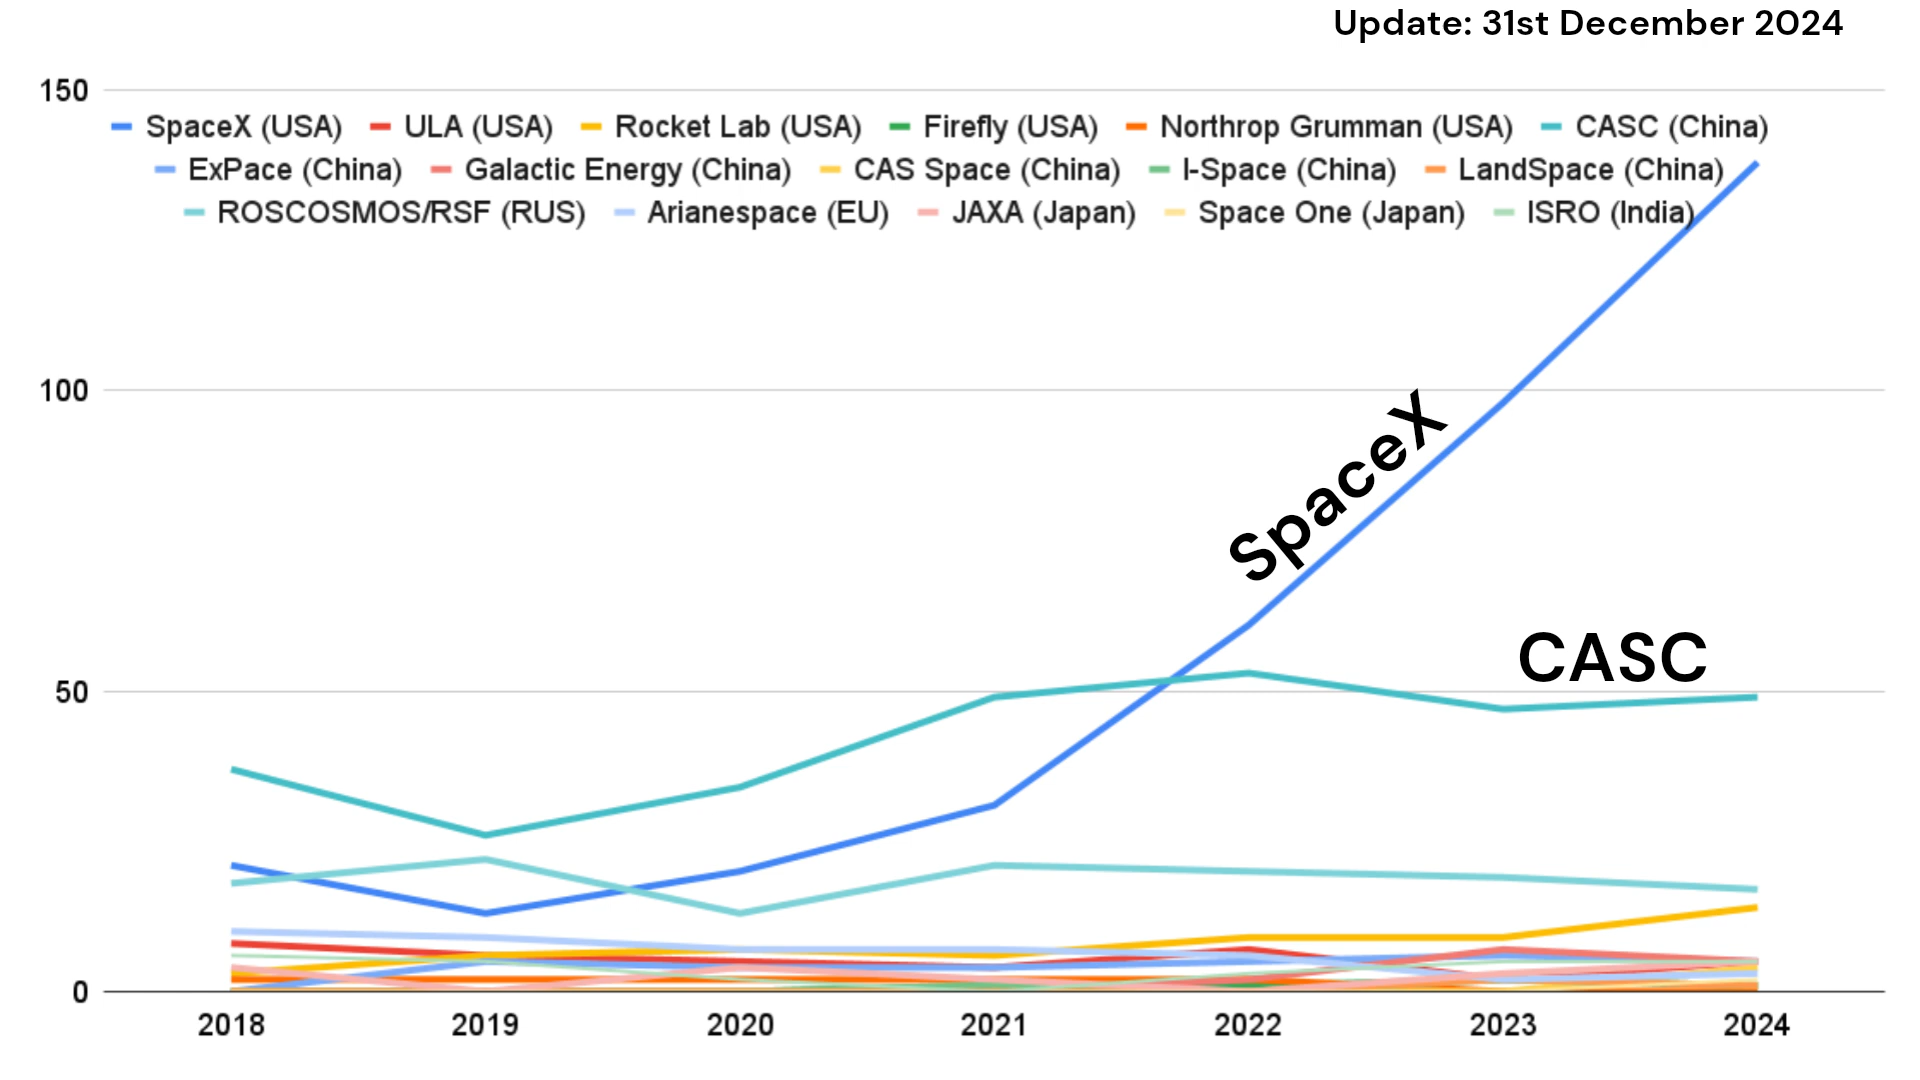 Update: 31st December 2024
150
SpaceX (USA) ULA (USA) Rocket Lab (USA) Firefly (USA) Northrop Grumman (USA) CASC (China)
ExPace (China) Galactic Energy (China) CAS Space (China) I-Space (China) LandSpace (China)
ROSCOSMOS/RSF (RUS) Arianespace (EU) JAXA (Japan) Space One (Japan) ISRO (India)
100
SpaceX
CASC
50
0
2018 2019 2020 2021 2022 2023 2024